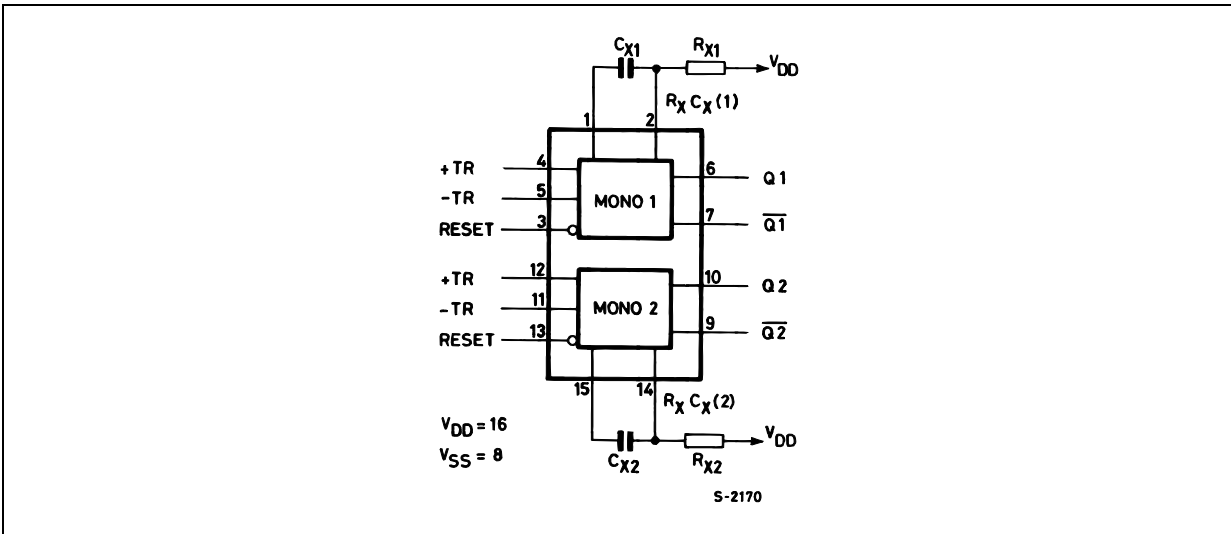 CX1 RX1 VDD
RX CX(1)
1 2
+TR 4 6 Q1
-TR 5 MONO 1
RESET 3 7 Q1
+TR 12 10 Q2
-TR 11 MONO 2
RESET 13 9 Q2
15 14 RX CX(2)
VDD = 16
VSS = 8
CX2 RX2 VDD
S-2170